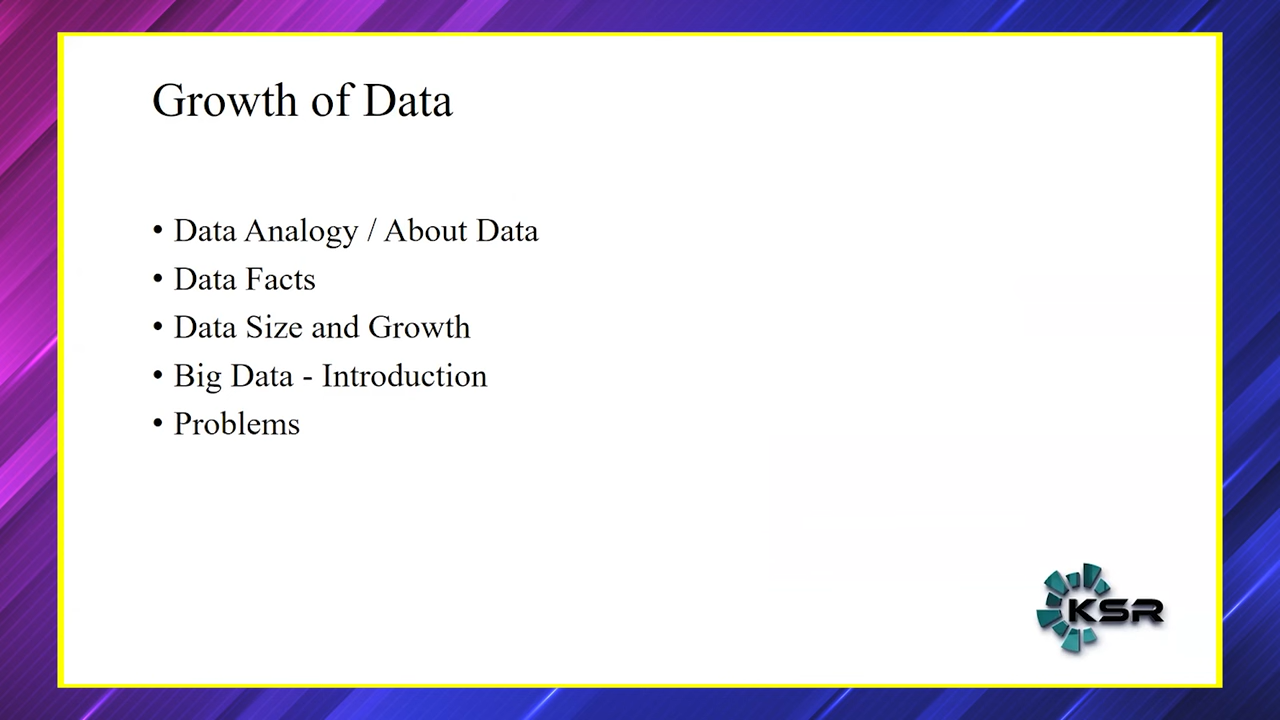 Growth of Data
• Data Analogy / About Data
• Data Facts
• Data Size and Growth
• Big Data - Introduction
• Problems
KSR